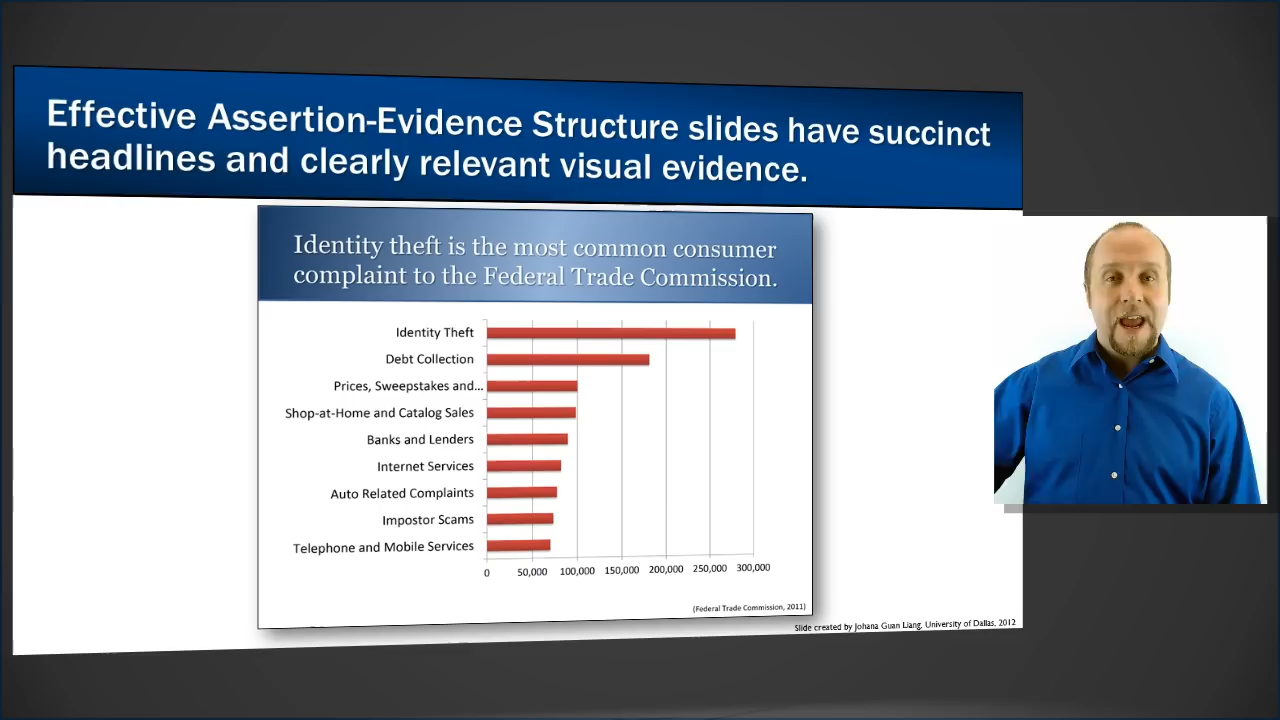 Effective Assertion-Evidence Structure slides have succinct
headlines and clearly relevant visual evidence.
Identity theft is the most common consumer
complaint to the Federal Trade Commission.
Identity Theft
Debt Collection
Prices, Sweepstakes and...
Shop-at-Home and Catalog Sales
Banks and Lenders
Internet Services
Auto Related Complaints
Impostor Scams
Telephone and Mobile Services
0 50,000 100,000 150,000 200,000 250,000 300,000
(Federal Trade Commission, 2011)
Slide created by Johana Guan Liang, University of Dallas, 2012